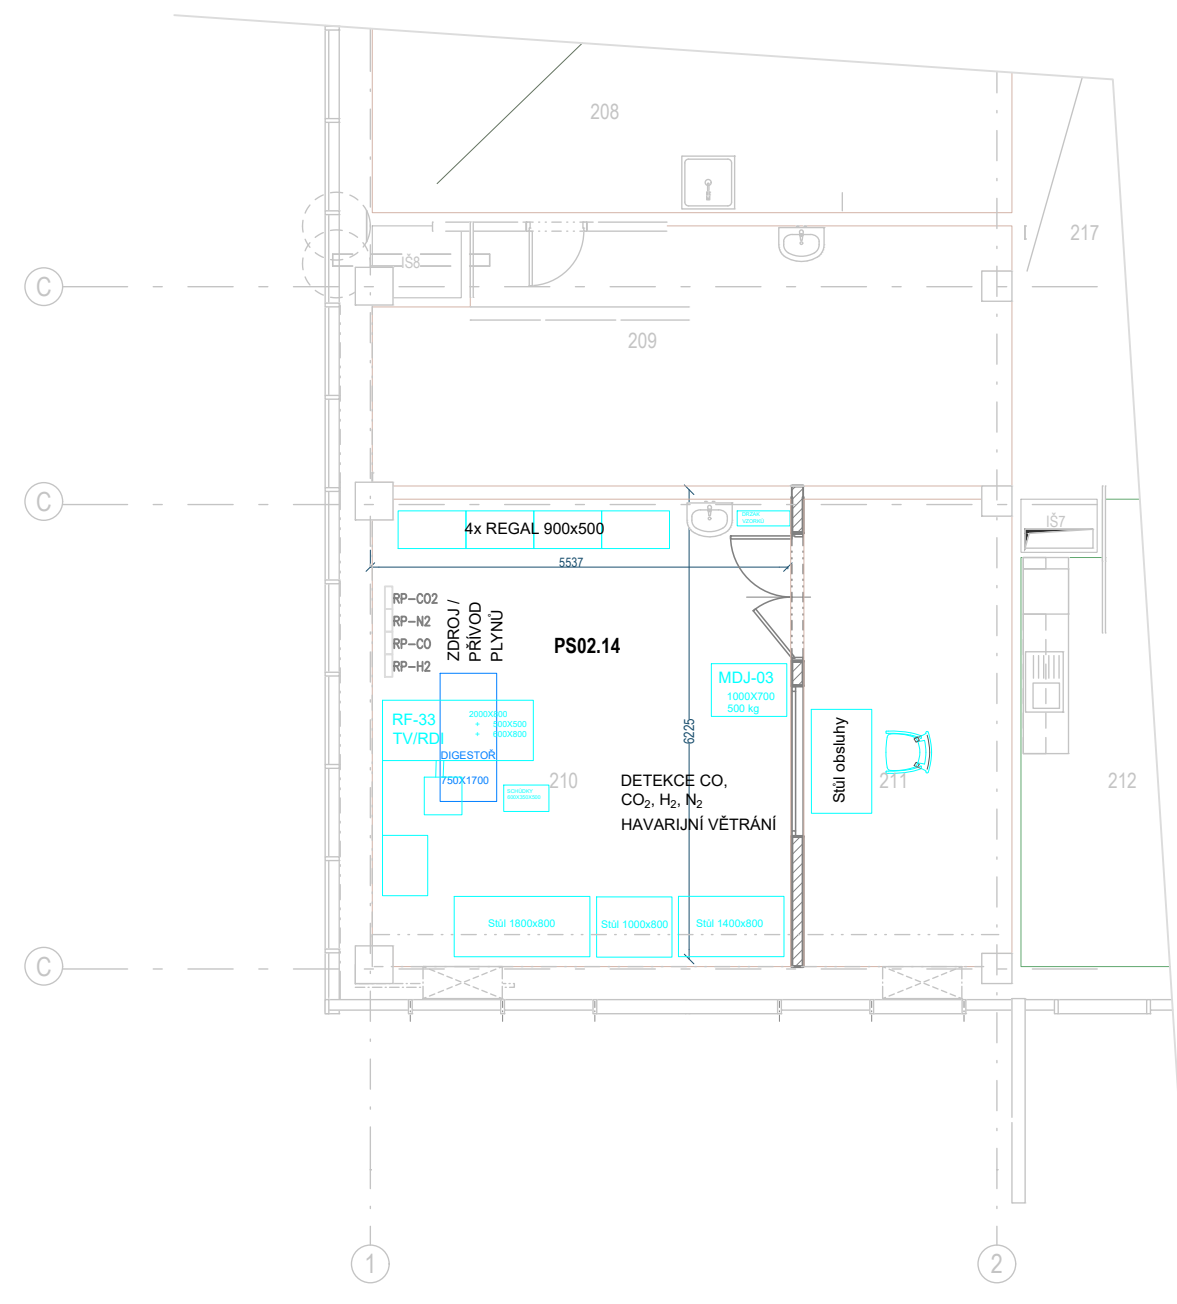 208
217
IŠ8
C
209
C
4x REGAL 900x500
IŠ7
5537
RP-CO2
RP-N2
RP-CO
RP-H2
ZDROJ /
PŘÍVOD
PLYNŮ
PS02.14
MDJ-03
1000X700
500 kg
RF-33
TV/RDI
2000X800
+ 500X500
+ 600X800
6225
DIGESTOŘ
750X1700
210
DETEKCE CO,
CO₂, H₂, N₂
HAVARIJNÍ VĚTRÁNÍ
Stůl obsluhy
211
212
Stůl 1800x800
Stůl 1000x800
Stůl 1400x800
C
1
2